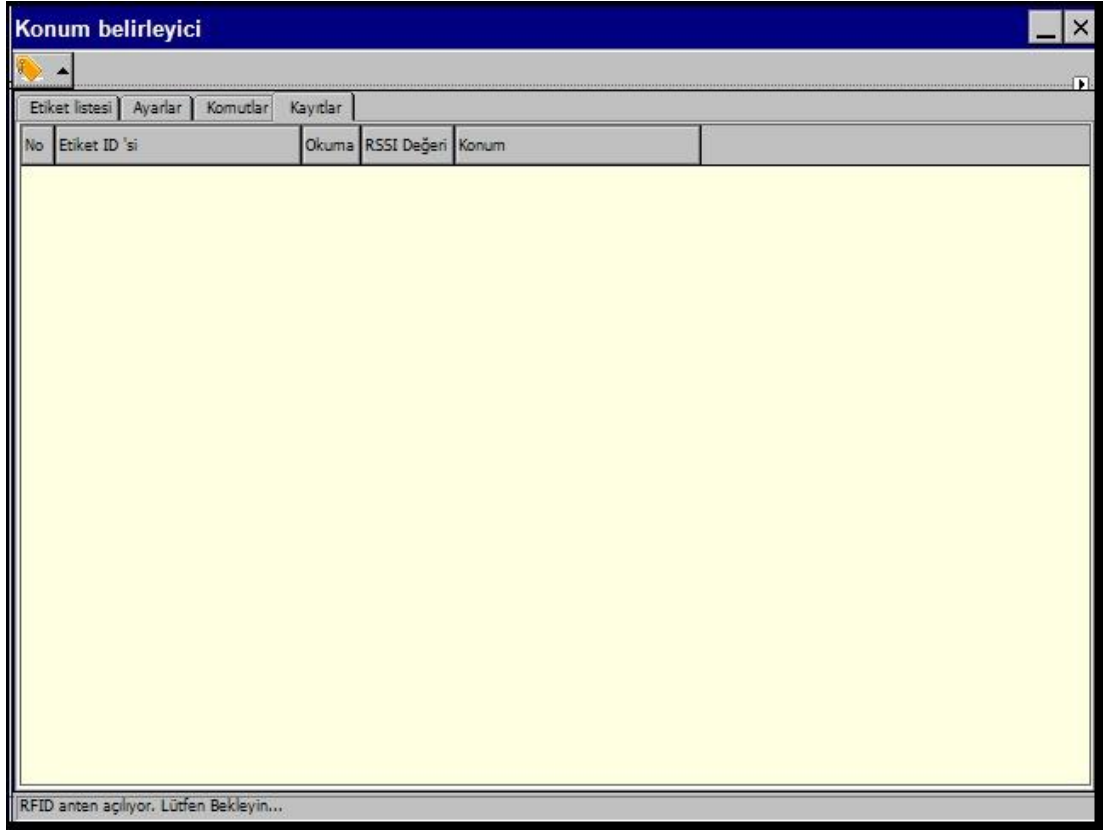 Konum belirleyici
Etiket listesi Ayarlar Komutlar Kayıtlar
No Etiket ID 'si Okuma RSSI Değeri Konum
RFID anten açılıyor. Lütfen Bekleyin...